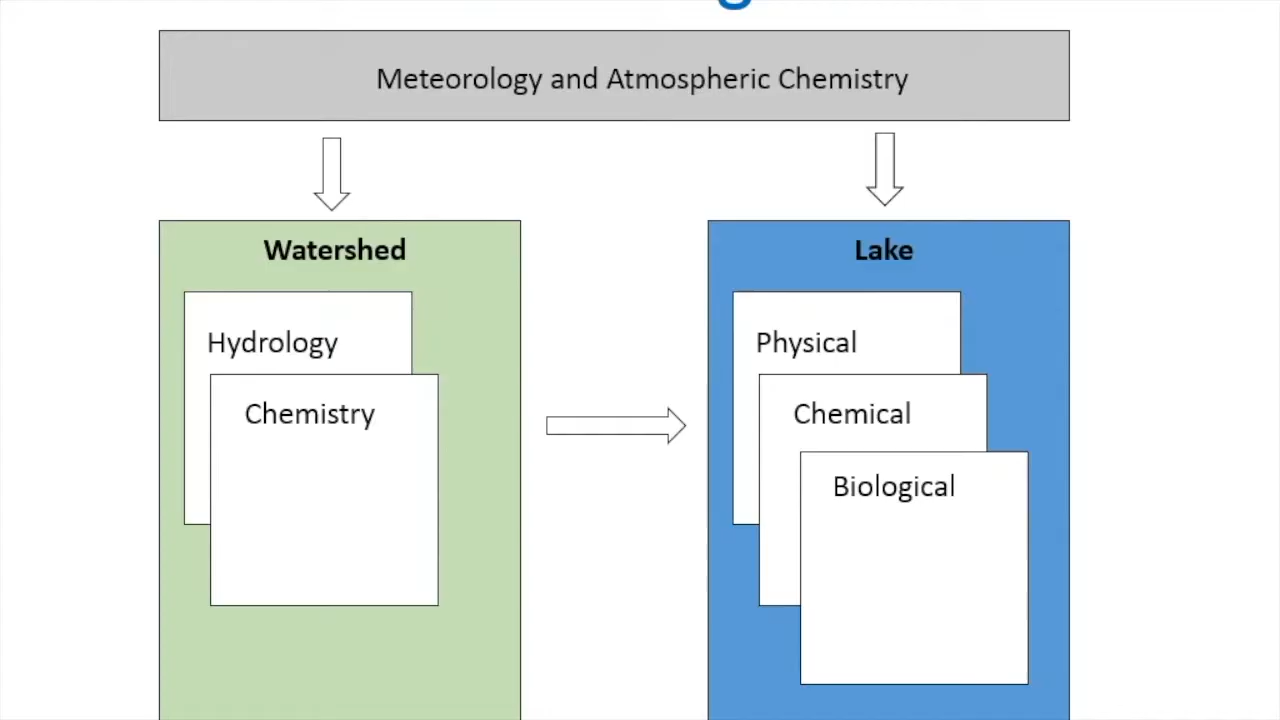 Meteorology and Atmospheric Chemistry
Watershed
Hydrology
Chemistry
Lake
Physical
Chemical
Biological